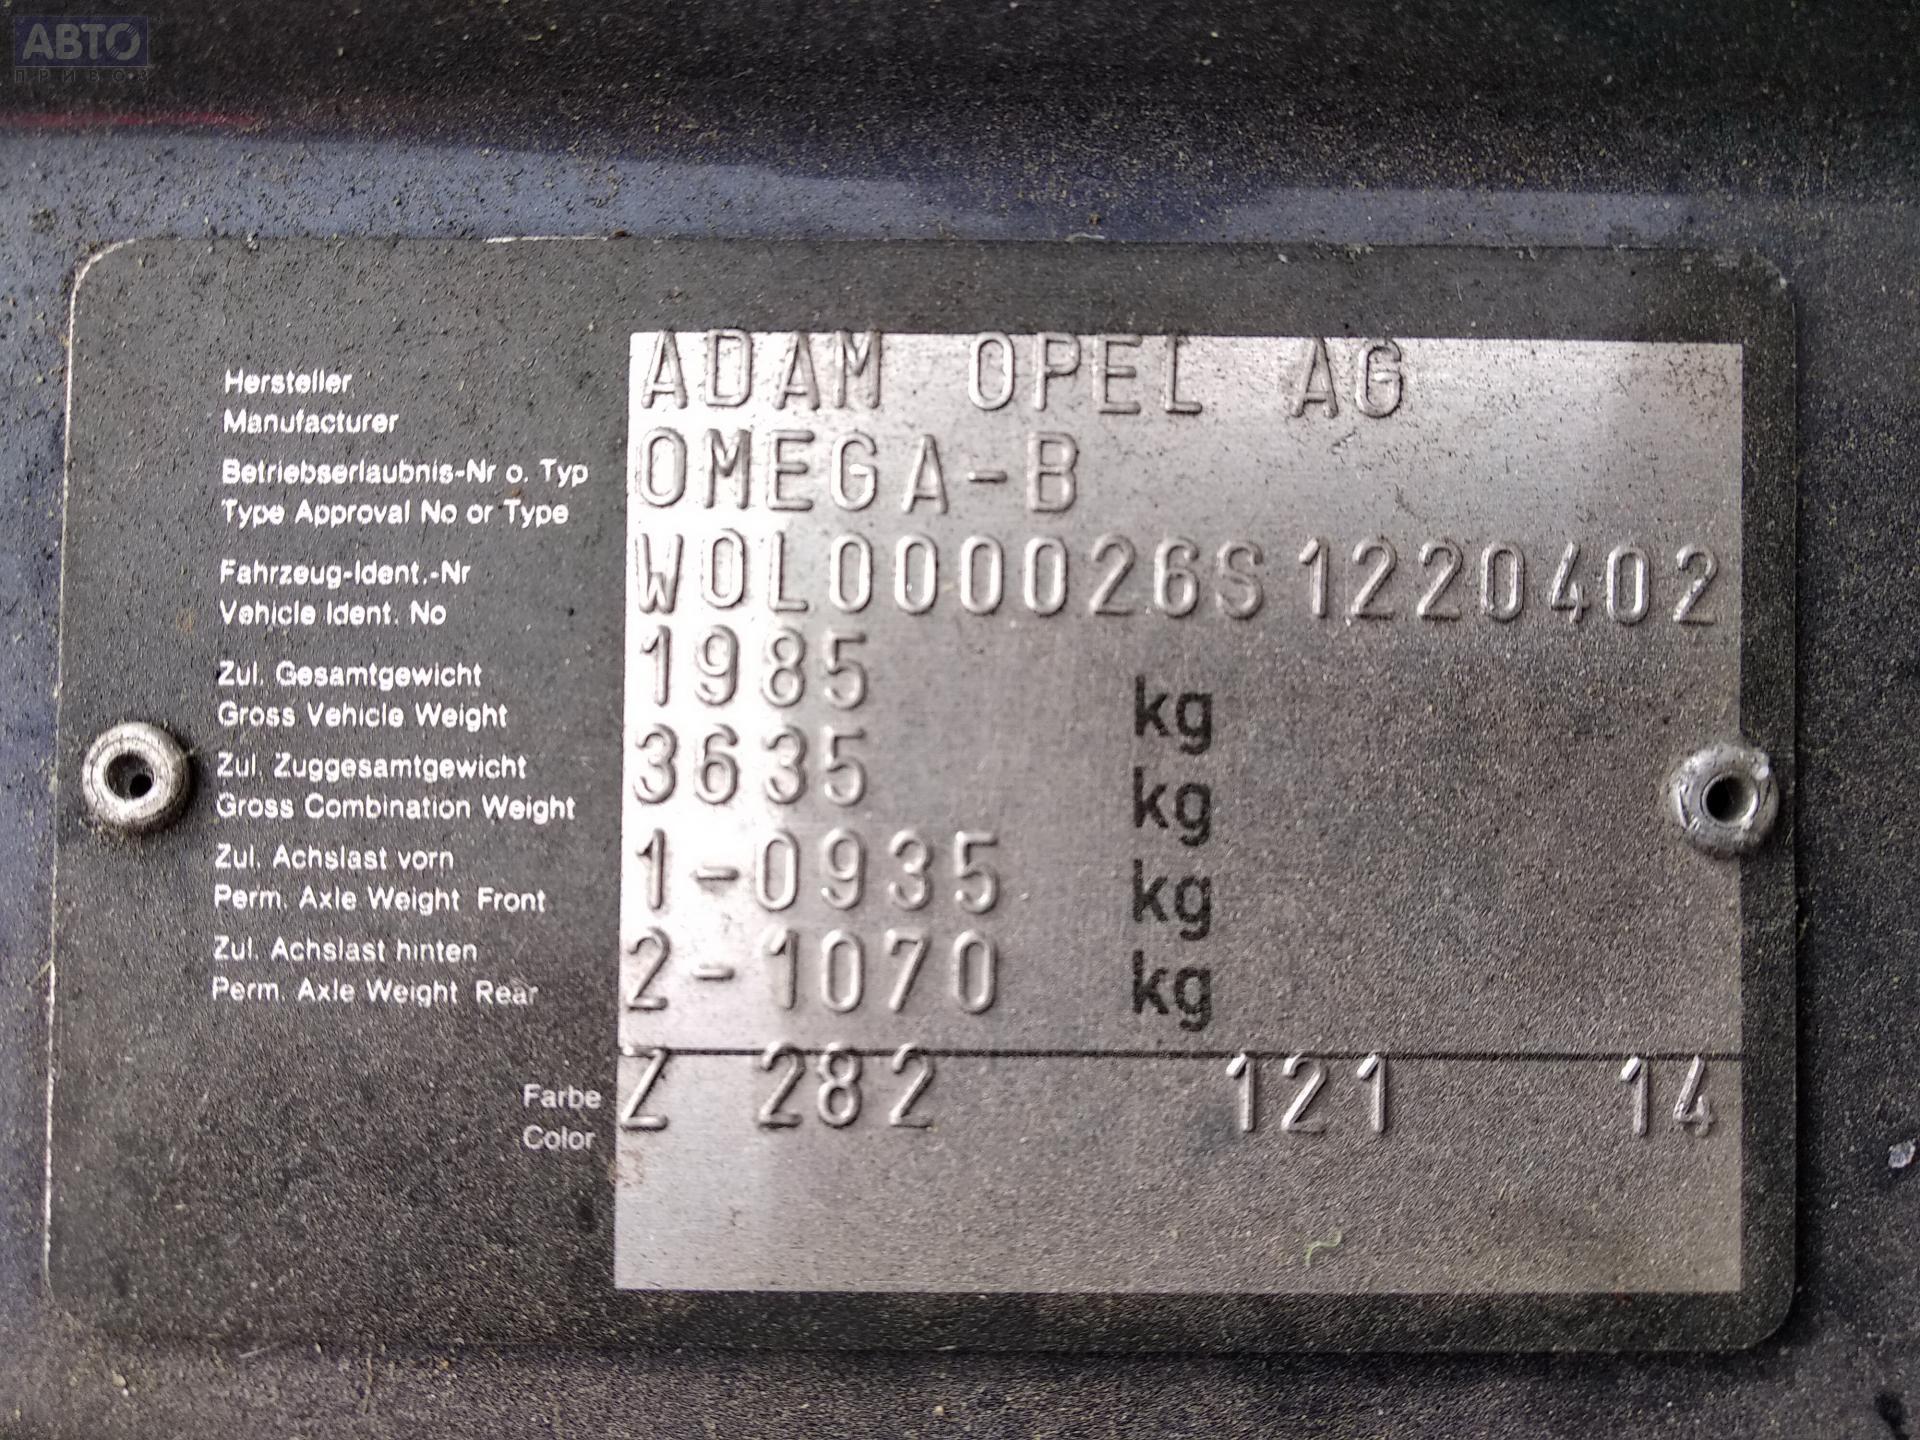 АВТО
ПРИВОЗ
Hersteller ADAM OPEL AG
Manufacturer
Betriebserlaubnis-Nr o. Typ OMEGA-B
Type Approval No or Type
Fahrzeug-Ident.-Nr W0L000026S1220402
Vehicle Ident. No
Zul. Gesamtgewicht 1985 kg
Gross Vehicle Weight
Zul. Zuggesamtgewicht 3635 kg
Gross Combination Weight
Zul. Achslast vorn 1-0935 kg
Perm. Axle Weight Front
Zul. Achslast hinten 2-1070 kg
Perm. Axle Weight Rear
Farbe Z 282 121 14
Color